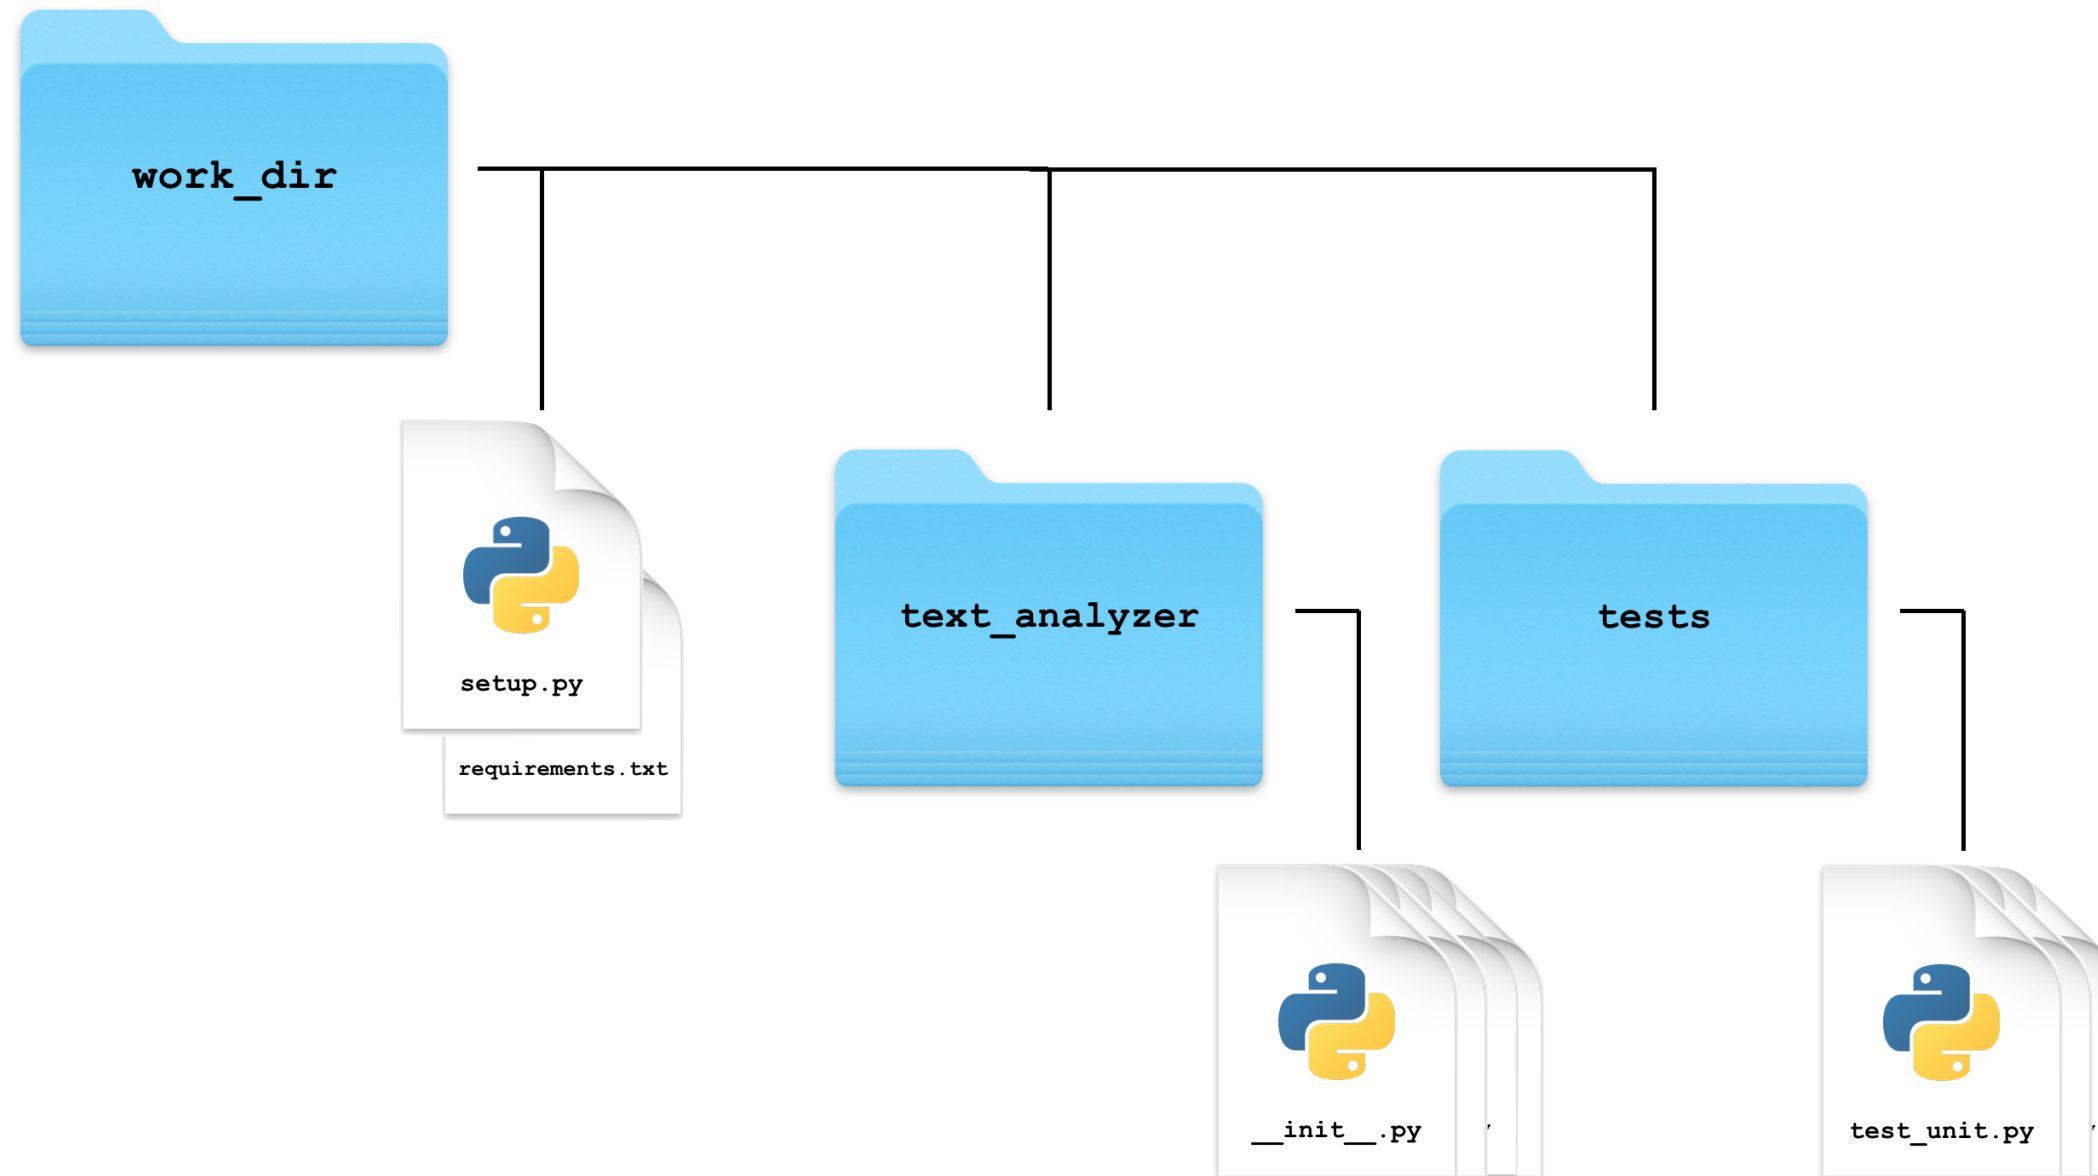 work_dir
setup.py
requirements.txt
text_analyzer
tests
__init__.py
test_unit.py